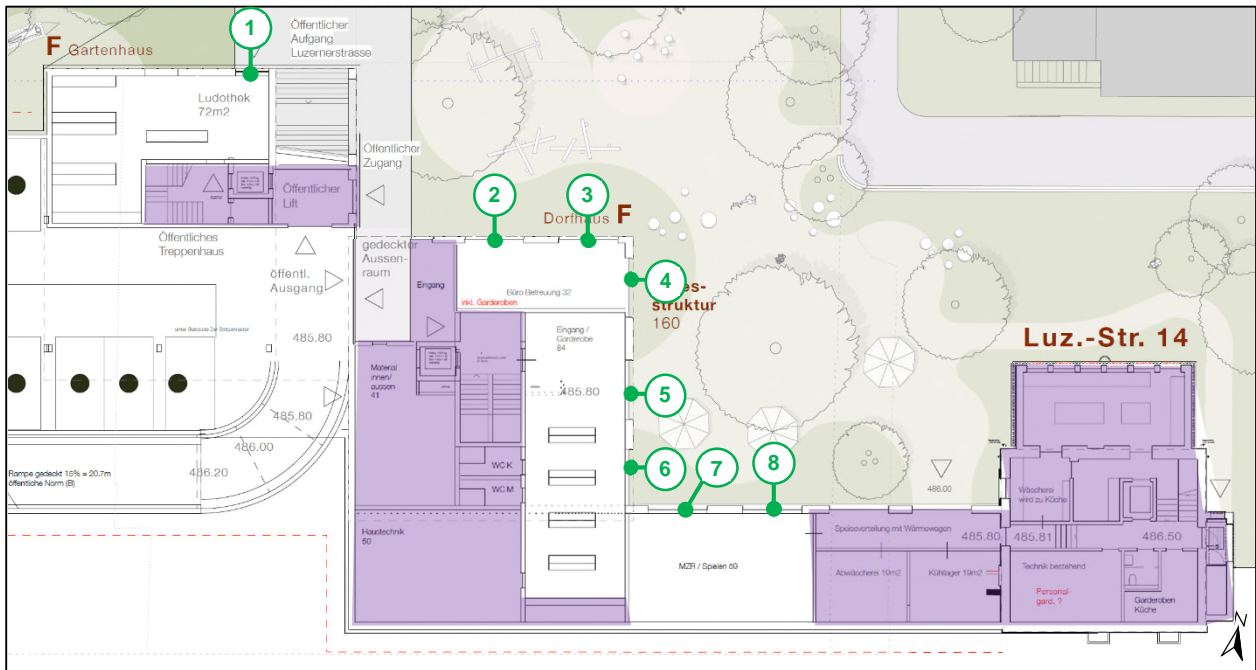 1
Öffentlicher
Aufgang
Luzernerstrasse
F Gartenhaus
Ludothek
72m2
Öffentlicher
Zugang
Öffentlicher
Lift
Öffentliches
Treppenhaus
öffentl.
Ausgang
gedeckter
Aussen-
raum
2
3
Dorfhaus F
4
struktur
160
Eingang
Büro Betreuung 32
inkl. Garderoben
Eingang /
Garderobe
84
485.80
485.80
Material
innen/
aussen
41
485.80
486.00
486.20
Rampe gedeckt 15% = 20.7m
öffentliche Norm (B)
5
6
7
8
WC K
WC M
Haustechnik
50
MZR / Speien 89
Luz.-Str. 14
486.00
Wäscherei
wird zu Küche
Speiseverteilung mit Wärmewagen
485.80
485.81
486.50
Abwäscherei 19m2
Kühllager 19m2
Technik bestehend
Personal-
gard. ?
Garderoben
Küche
N